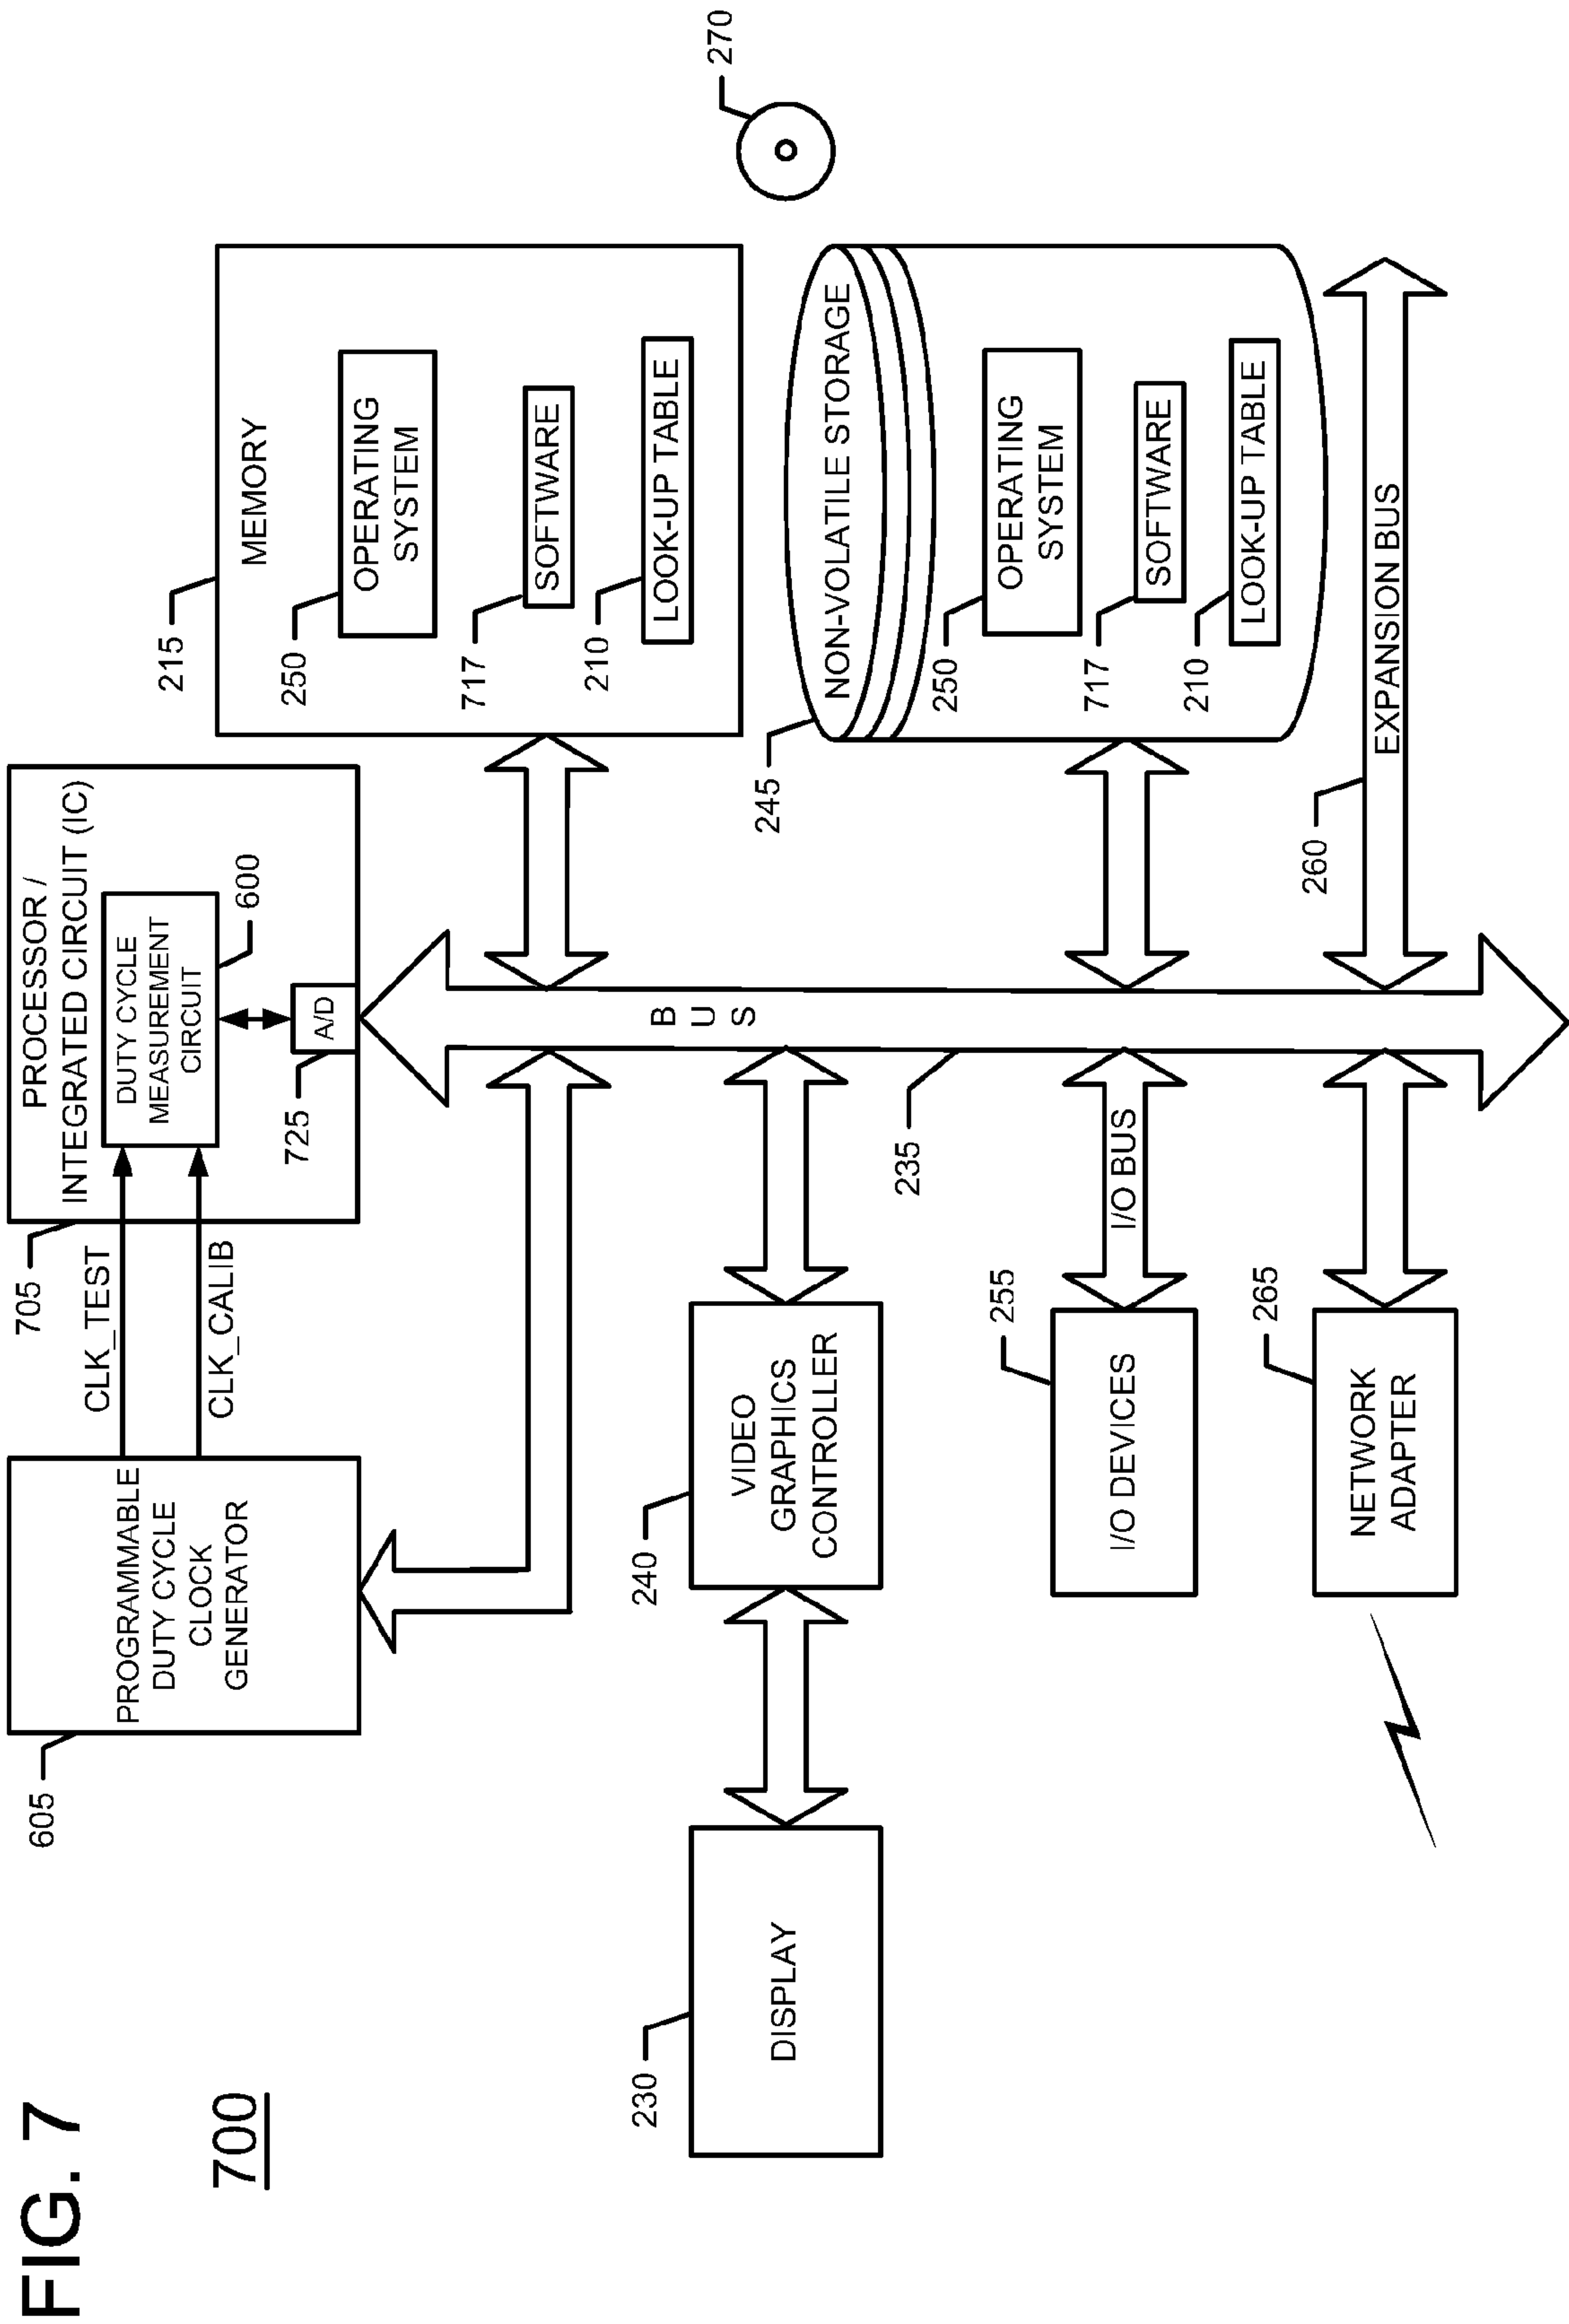 FIG. 7
700
605
PROGRAMMABLE
DUTY CYCLE
CLOCK
GENERATOR
CLK_TEST
CLK_CALIB
705
PROCESSOR /
INTEGRATED CIRCUIT (IC)
DUTY CYCLE
MEASUREMENT
CIRCUIT
600
725
A/D
215
MEMORY
250
OPERATING
SYSTEM
717
SOFTWARE
210
LOOK-UP TABLE
270
BUS
235
230
DISPLAY
240
VIDEO
GRAPHICS
CONTROLLER
245
NON-VOLATILE STORAGE
250
OPERATING
SYSTEM
717
SOFTWARE
210
LOOK-UP TABLE
255
I/O DEVICES
I/O BUS
265
NETWORK
ADAPTER
260
EXPANSION BUS